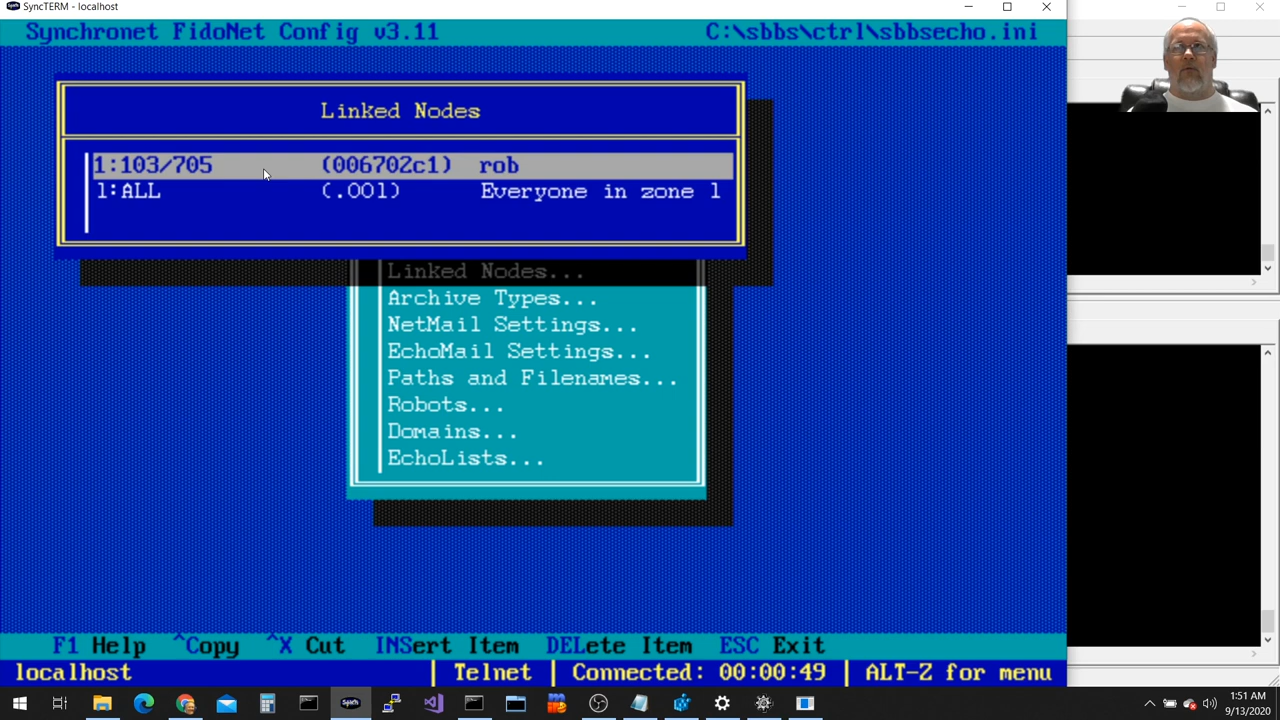 SyncTERM - localhost
Synchronet FidoNet Config v3.11 C:\sbbs\ctrl\sbbsecho.ini
Linked Nodes
1:103/705 (006702c1) rob
1:ALL (.001) Everyone in zone 1
Linked Nodes...
Archive Types...
NetMail Settings...
EchoMail Settings...
Paths and Filenames...
Robots...
Domains...
EchoLists...
F1 Help ^Copy ^X Cut INSert Item DELete Item ESC Exit
localhost | Telnet | Connected: 00:00:49 | ALT-Z for menu
1:51 AM
9/13/2020